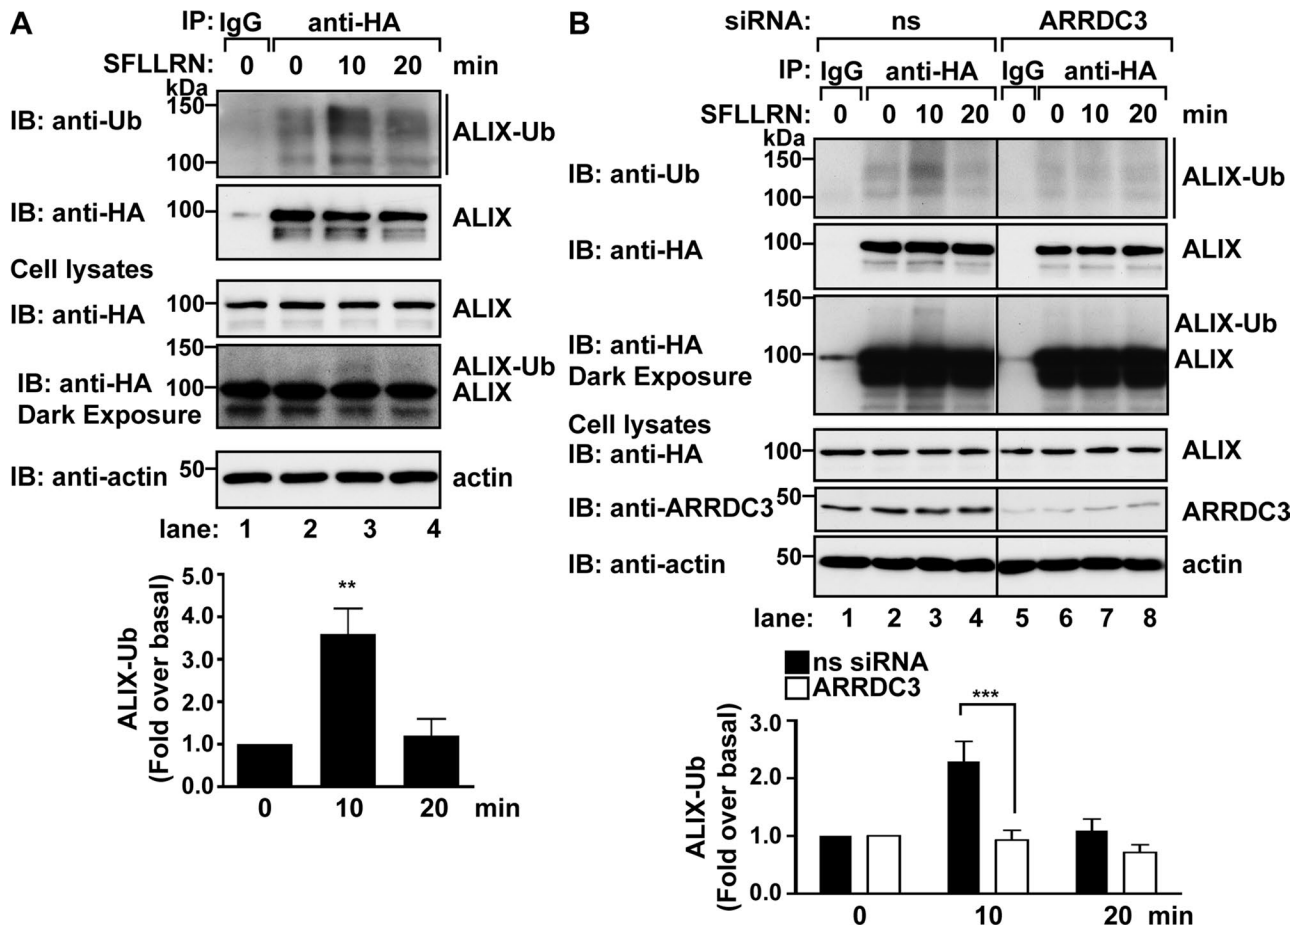 A
IP: IgG anti-HA
SFLLRN: 0 0 10 20 min
kDa
150
IB: anti-Ub
ALIX-Ub
100
IB: anti-HA 100 ALIX
Cell lysates
IB: anti-HA 100 ALIX
150
ALIX-Ub
IB: anti-HA 100 ALIX
Dark Exposure
IB: anti-actin 50 actin
lane: 1 2 3 4
ALIX-Ub
(Fold over basal)
5.0
4.0
3.0
2.0
1.0
0.0
**
0 10 20 min
B
siRNA: ns ARRDC3
IP: IgG anti-HA IgG anti-HA
SFLLRN: 0 0 10 20 0 0 10 20 min
kDa
150
IB: anti-Ub ALIX-Ub
100
IB: anti-HA 100 ALIX
150
ALIX-Ub
IB: anti-HA 100 ALIX
Dark Exposure
Cell lysates
IB: anti-HA 100 ALIX
IB: anti-ARRDC3 50 ARRDC3
IB: anti-actin 50 actin
lane: 1 2 3 4 5 6 7 8
ns siRNA
ARRDC3
ALIX-Ub
(Fold over basal)
3.0
2.0
1.0
0.0
***
0 10 20 min